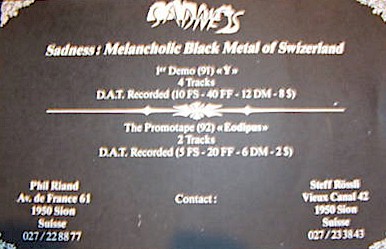 SADNESS
Sadness: Melancholic Black Metal of Swizerland
1er Demo (91) «Y»
4 Tracks
D.A.T. Recorded (10 FS - 40 FF - 12 DM - 8 $)
The Promotape (92) «Eodipus»
2 Tracks
D.A.T. Recorded (5 FS - 20 FF - 6 DM - 2 $)
Phil Riand
Av. de France 61
1950 Sion
Suisse
027/22 88 77
Contact:
Steff Rössli
Vieux Canal 42
1950 Sion
Suisse
027/23 38 43